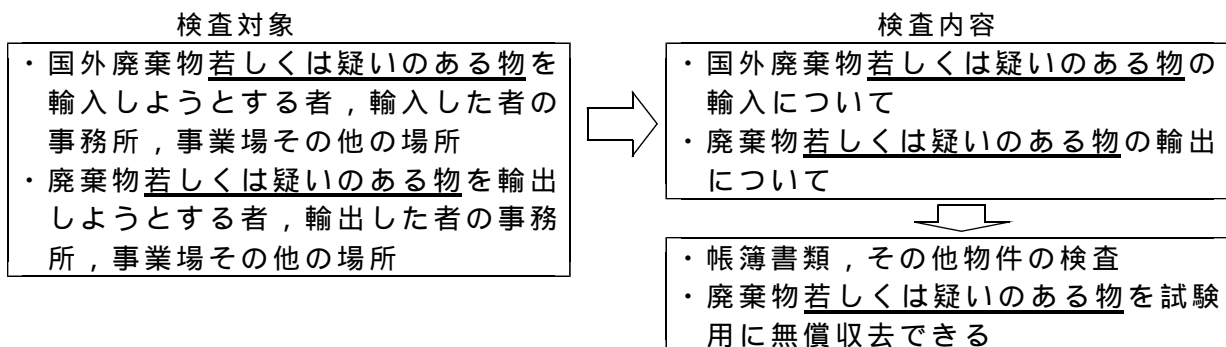 検査対象
・国外廃棄物若しくは疑いのある物を
輸入しようとする者，輸入した者の
事務所，事業場その他の場所
・廃棄物若しくは疑いのある物を輸出
しようとする者，輸出した者の事務
所，事業場その他の場所
検査内容
・国外廃棄物若しくは疑いのある物の
輸入について
・廃棄物若しくは疑いのある物の輸出
について
・帳簿書類，その他物件の検査
・廃棄物若しくは疑いのある物を試験
用に無償収去できる